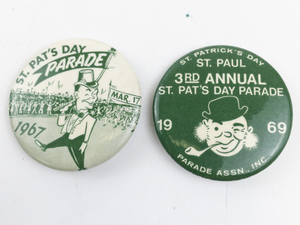 ST. PAT'S DAY
PARADE
MAR. 17
1967
ST. PATRICK'S DAY
ST. PAUL
3RD ANNUAL
ST. PAT'S DAY PARADE
19 69
PARADE ASSN., INC.